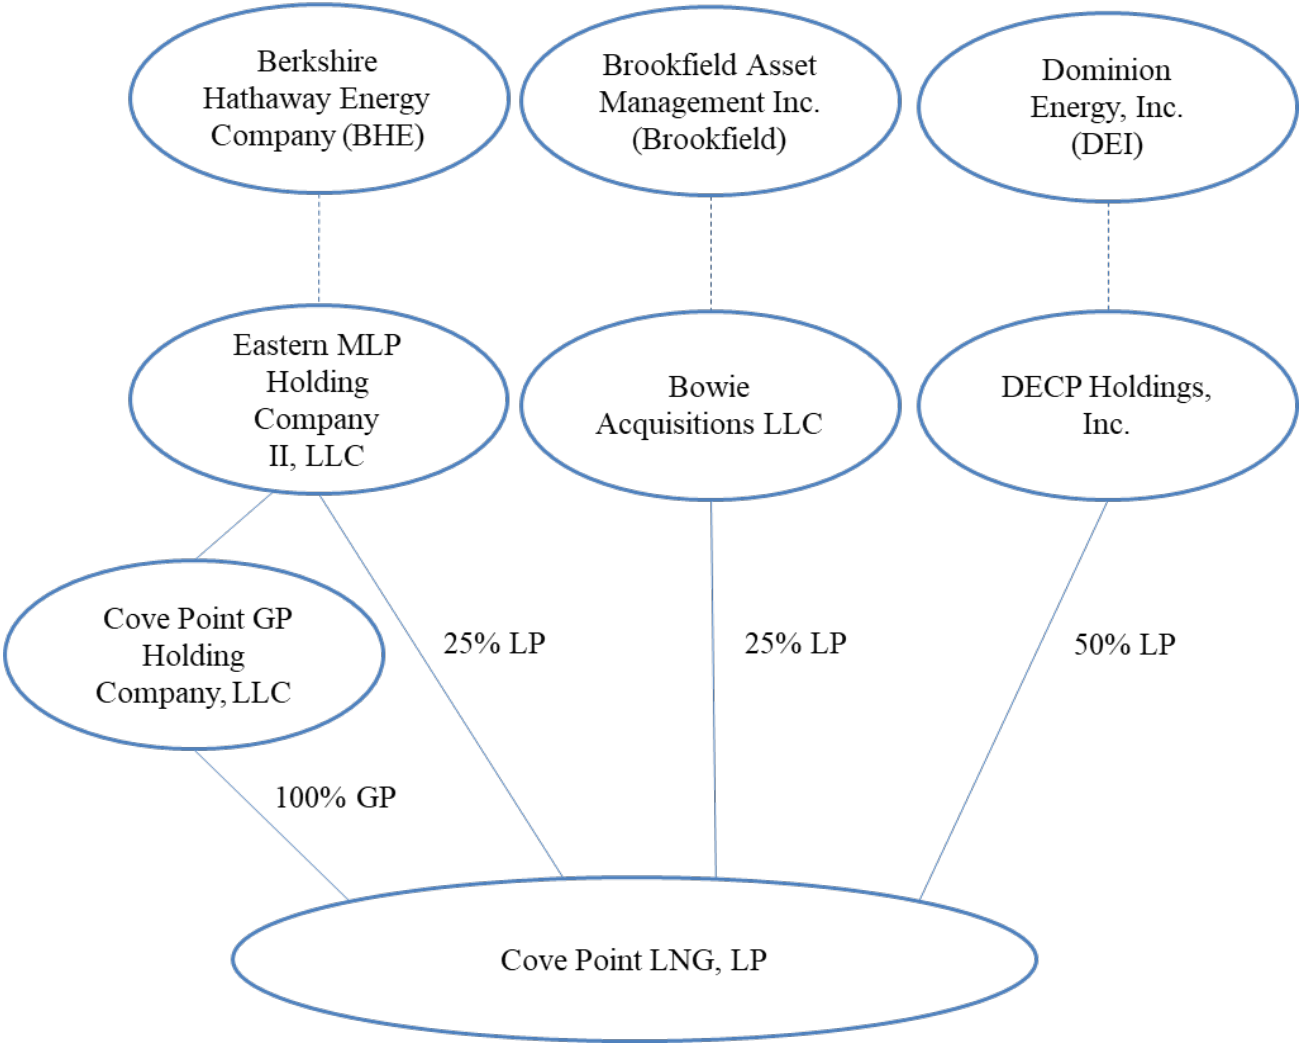 Berkshire
Hathaway Energy
Company (BHE)
Brookfield Asset
Management Inc.
(Brookfield)
Dominion
Energy, Inc.
(DEI)
Eastern MLP
Holding
Company
II, LLC
Bowie
Acquisitions LLC
DECP Holdings,
Inc.
Cove Point GP
Holding
Company, LLC
25% LP
25% LP
50% LP
100% GP
Cove Point LNG, LP